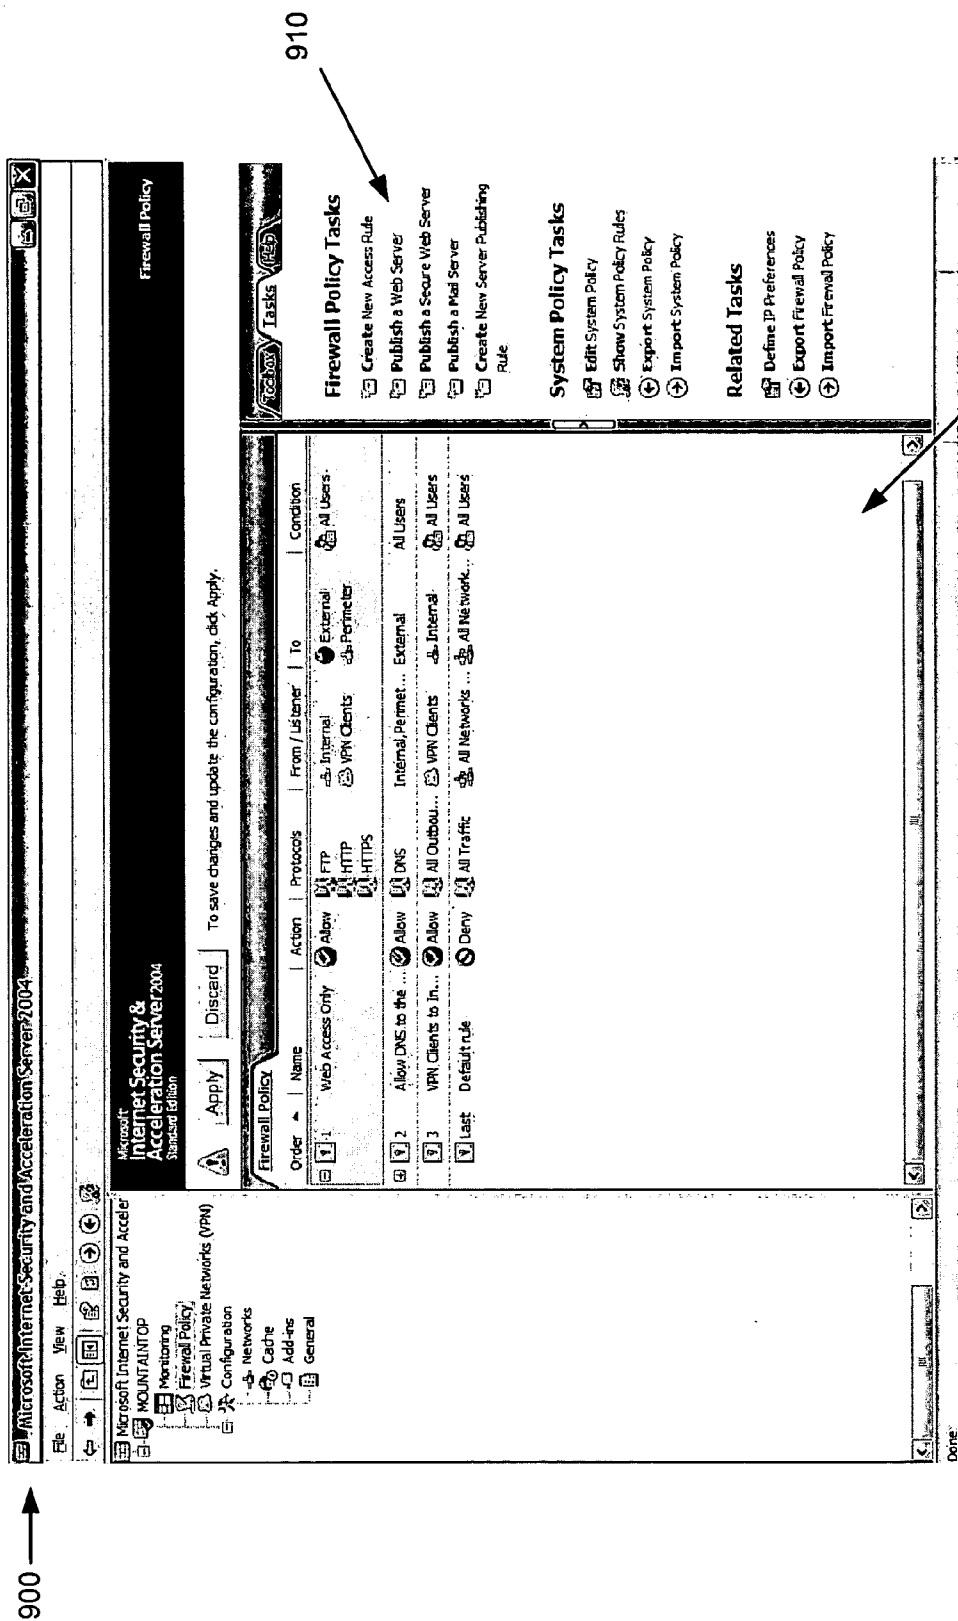 900
910
Microsoft Internet Security and Acceleration Server 2004
File Action View Help
Microsoft Internet Security and Acceler
MOUNTAINTOP
Monitoring
Firewall Policy
Virtual Private Networks (VPN)
Configuration
Networks
Cache
Add-ins
General
Microsoft
Internet Security &
Acceleration Server 2004
Standard Edition
Firewall Policy
Apply Discard To save changes and update the configuration, click Apply.
Firewall Policy
Order Name Action Protocols From / Listener To Condition
1 Web Access Only Allow FTP Internal External All Users
HTTP VPN Clients Perimeter
HTTPS
2 Allow DNS to the ... Allow DNS Internal, Perimet... External All Users
3 VPN Clients to In... Allow All Outbou... VPN Clients Internal All Users
Last Default rule Deny All Traffic All Networks ... All Network... All Users
Toolbox Tasks Help
Firewall Policy Tasks
Create New Access Rule
Publish a Web Server
Publish a Secure Web Server
Publish a Mail Server
Create New Server Publishing
Rule
System Policy Tasks
Edit System Policy
Show System Policy Rules
Export System Policy
Import System Policy
Related Tasks
Define IP Preferences
Export Firewall Policy
Import Firewall Policy
Done